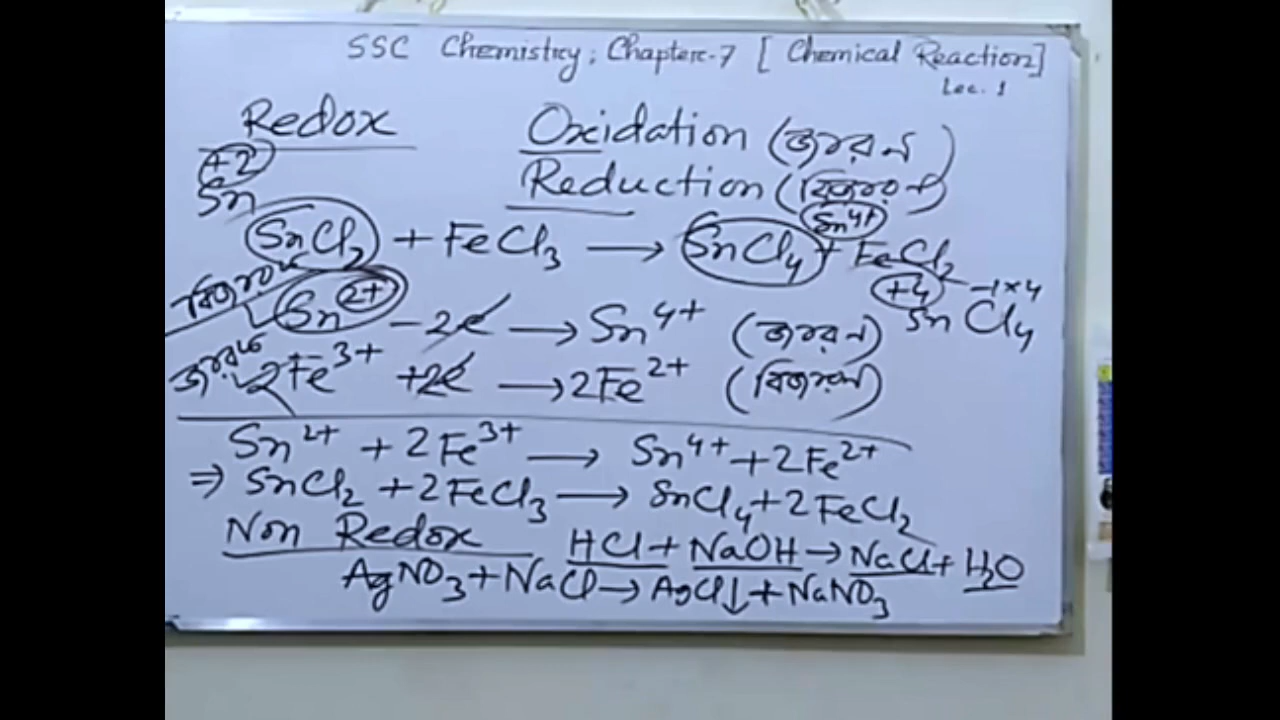 SSC Chemistry; Chapter-7 [Chemical Reaction]
Lec. 1
Redox
Oxidation (জারণ)
Reduction (বিজারণ)
+2
Sn
Sn⁴⁺
SnCl₂ + FeCl₃ → SnCl₄ + FeCl₂
+4 -1×4
Sn Cl₄
বিজারক
Sn²⁺ - 2e → Sn⁴⁺ (জারণ)
জারক
2Fe³⁺ +2e → 2Fe²⁺ (বিজারণ)
Sn²⁺ + 2Fe³⁺ → Sn⁴⁺ + 2Fe²⁺
⇒ SnCl₂ + 2FeCl₃ → SnCl₄ + 2FeCl₂
Non Redox
HCl + NaOH → NaCl + H₂O
AgNO₃ + NaCl → AgCl↓ + NaNO₃